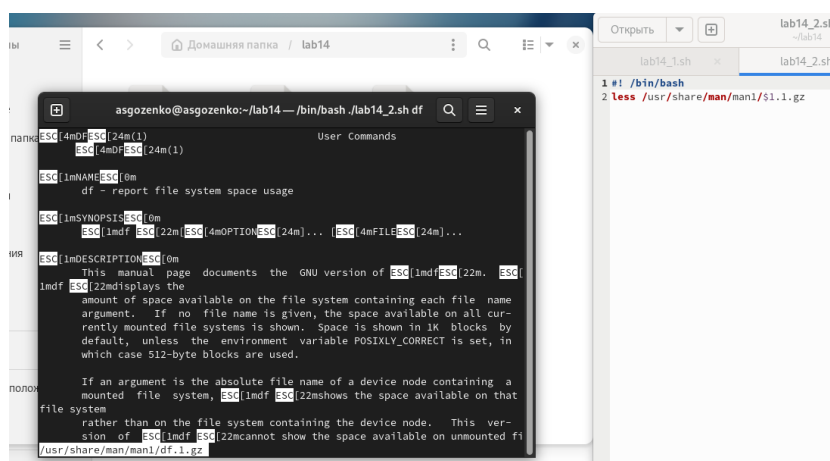 Открыть
lab14_2.sh
~/lab14
Домашняя папка / lab14
lab14_1.sh ×
lab14_2.sh
1 #! /bin/bash
2 less /usr/share/man/man1/$1.1.gz
asgozenko@asgozenko:~/lab14 — /bin/bash ./lab14_2.sh df
ESC[4mDFESC[24m(1) User Commands
ESC[4mDFESC[24m(1)
ESC[1mNAMEESC[0m
df - report file system space usage
ESC[1mSYNOPSISESC[0m
ESC[1mdf ESC[22m[ESC[4mOPTIONESC[24m]... [ESC[4mFILEESC[24m]...
ESC[1mDESCRIPTIONESC[0m
This manual page documents the GNU version of ESC[1mdfESC[22m. ESC[
1mdf ESC[22mdisplays the
amount of space available on the file system containing each file name
argument. If no file name is given, the space available on all cur-
rently mounted file systems is shown. Space is shown in 1K blocks by
default, unless the environment variable POSIXLY_CORRECT is set, in
which case 512-byte blocks are used.
If an argument is the absolute file name of a device node containing a
mounted file system, ESC[1mdf ESC[22mshows the space available on that
file system
rather than on the file system containing the device node. This ver-
sion of ESC[1mdf ESC[22mcannot show the space available on unmounted fi
/usr/share/man/man1/df.1.gz